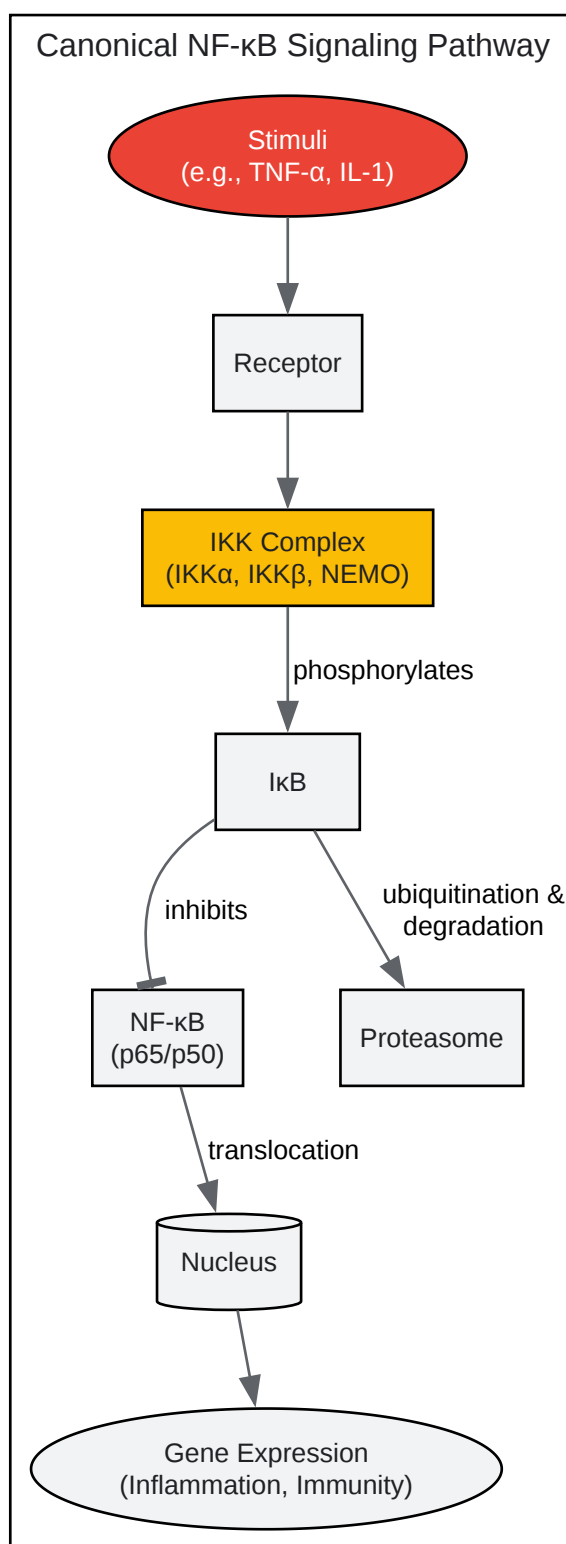 Canonical NF-κB Signaling Pathway
Stimuli
(e.g., TNF-α, IL-1)
Receptor
IKK Complex
(IKKα, IKKβ, NEMO)
phosphorylates
IκB
inhibits
ubiquitination &
degradation
NF-κB
(p65/p50)
Proteasome
translocation
Nucleus
Gene Expression
(Inflammation, Immunity)